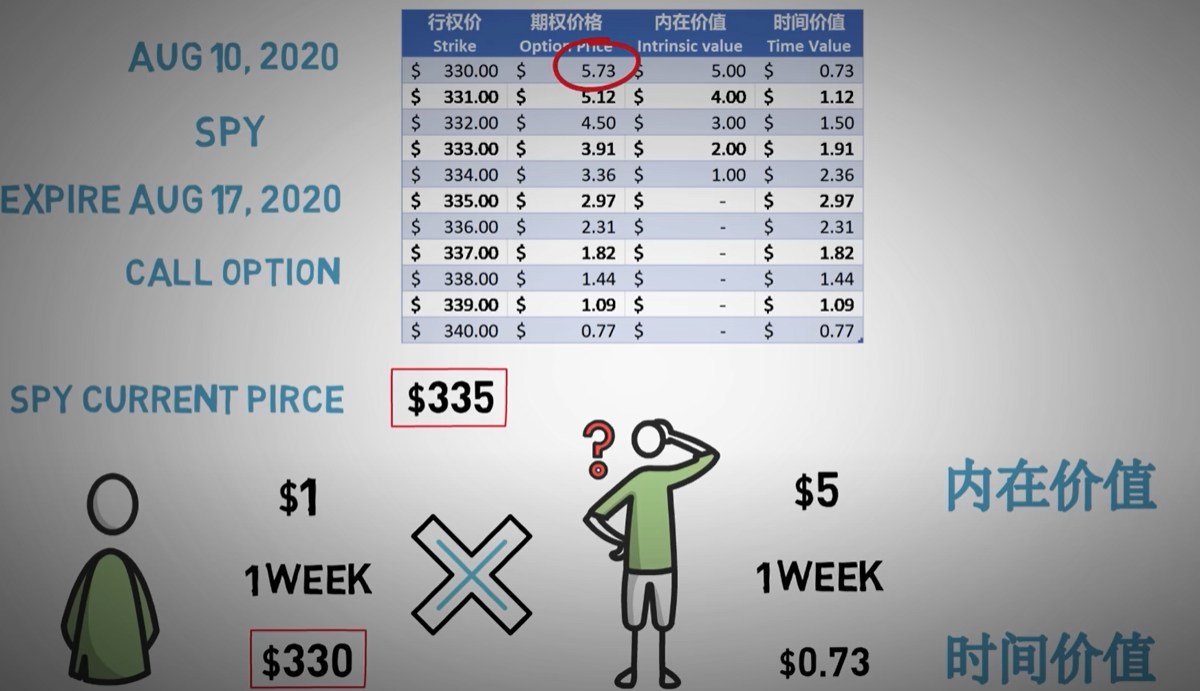 AUG 10, 2020
SPY
EXPIRE AUG 17, 2020
CALL OPTION
行权价 期权价格 内在价值 时间价值
Strike Option Price Intrinsic value Time Value
$ 330.00 $ 5.73 $ 5.00 $ 0.73
$ 331.00 $ 5.12 $ 4.00 $ 1.12
$ 332.00 $ 4.50 $ 3.00 $ 1.50
$ 333.00 $ 3.91 $ 2.00 $ 1.91
$ 334.00 $ 3.36 $ 1.00 $ 2.36
$ 335.00 $ 2.97 $ - $ 2.97
$ 336.00 $ 2.31 $ - $ 2.31
$ 337.00 $ 1.82 $ - $ 1.82
$ 338.00 $ 1.44 $ - $ 1.44
$ 339.00 $ 1.09 $ - $ 1.09
$ 340.00 $ 0.77 $ - $ 0.77
SPY CURRENT PIRCE $335
$1
1 WEEK
$330
?
$5 内在价值
1 WEEK
$0.73 时间价值